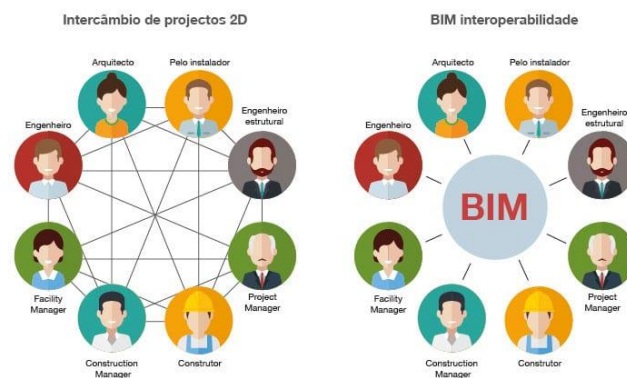 Intercâmbio de projectos 2D
Arquitecto
Pelo instalador
Engenheiro
Engenheiro
estrutural
Facility
Manager
Project
Manager
Construction
Manager
Construtor
BIM interoperabilidade
Arquitecto
Pelo instalador
Engenheiro
Engenheiro
estrutural
BIM
Facility
Manager
Project
Manager
Construction
Manager
Construtor